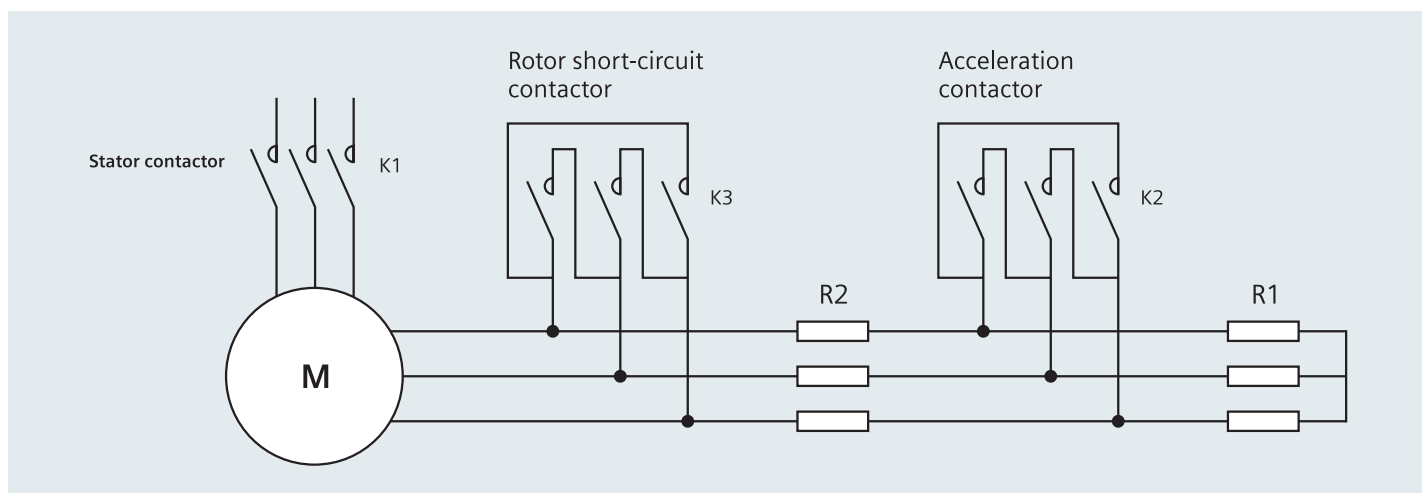 Rotor short-circuit
contactor
Acceleration
contactor
Stator contactor
K1
K3
K2
R2
R1
M